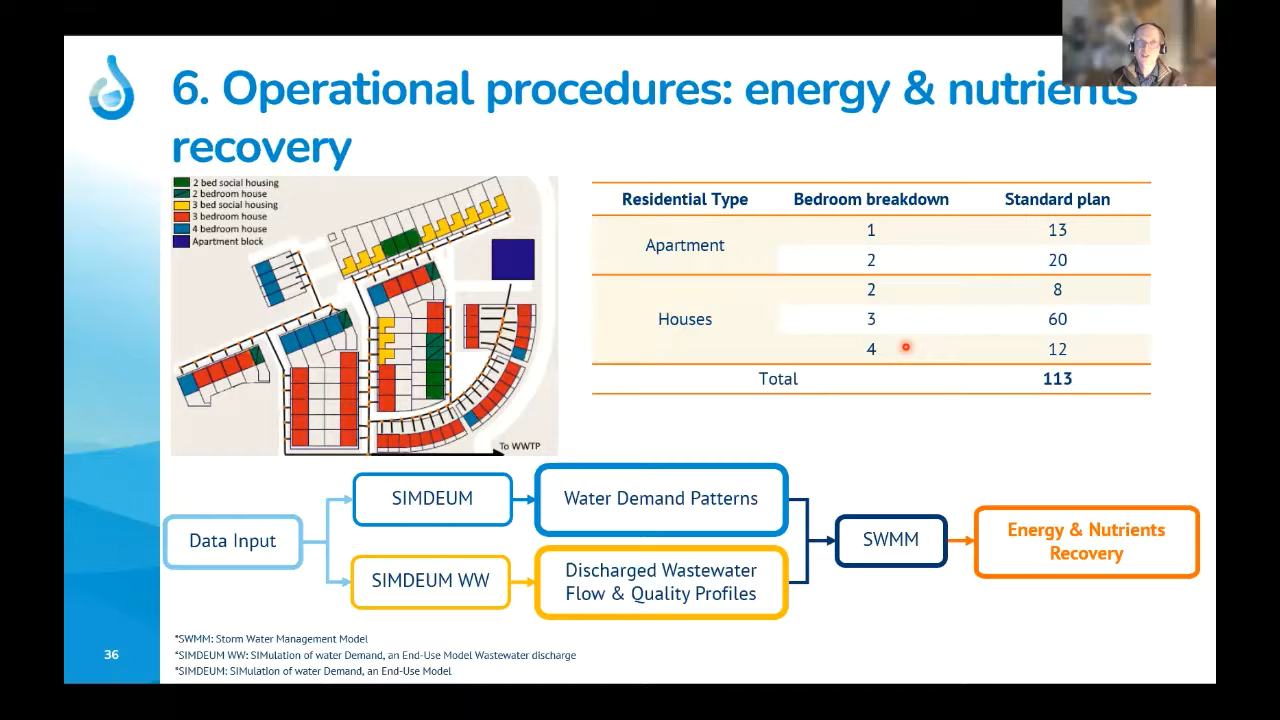 6. Operational procedures: energy & nutrients
recovery
2 bed social housing
2 bedroom house
3 bed social housing
3 bedroom house
4 bedroom house
Apartment block
To WWTP
Residential Type Bedroom breakdown Standard plan
Apartment
1 13
2 20
Houses
2 8
3 60
4 12
Total 113
Data Input
SIMDEUM
SIMDEUM WW
Water Demand Patterns
Discharged Wastewater
Flow & Quality Profiles
SWMM
Energy & Nutrients
Recovery
*SWMM: Storm Water Management Model
*SIMDEUM WW: SIMulation of water Demand, an End-Use Model Wastewater discharge
*SIMDEUM: SIMulation of water Demand, an End-Use Model
36